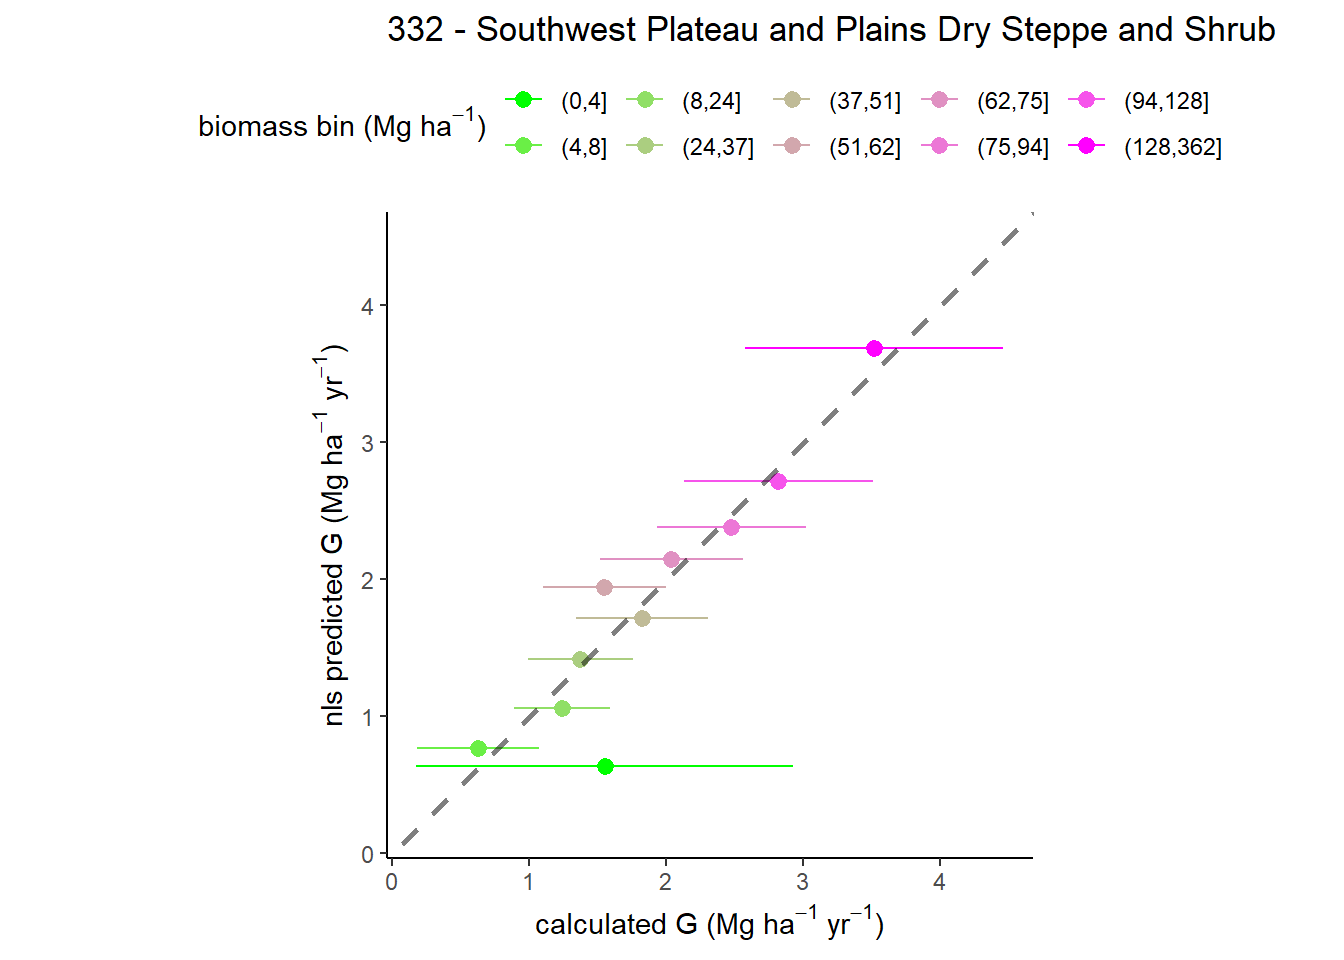 332 - Southwest Plateau and Plains Dry Steppe and Shrub
biomass bin (Mg ha⁻¹)
(0,4] (8,24] (37,51] (62,75] (94,128]
(4,8] (24,37] (51,62] (75,94] (128,362]
nls predicted G (Mg ha⁻¹ yr⁻¹)
4
3
2
1
0
0 1 2 3 4
calculated G (Mg ha⁻¹ yr⁻¹)